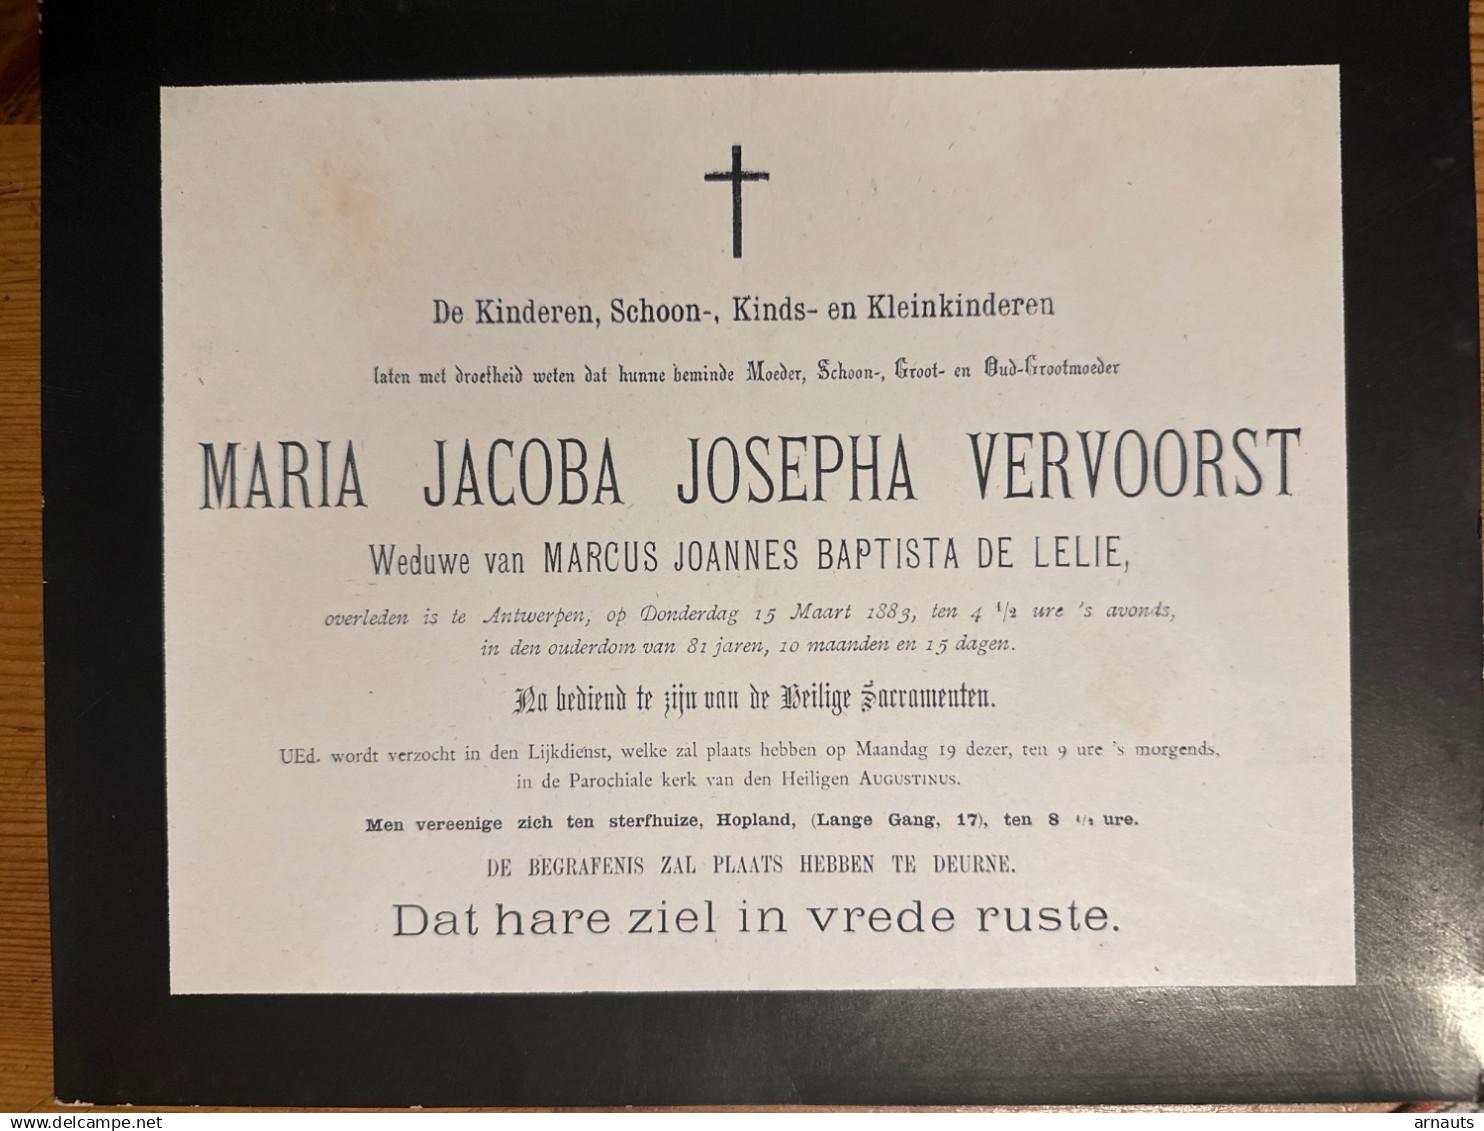 De Kinderen, Schoon-, Kinds- en Kleinkinderen
laten met droefheid weten dat hunne beminde Moeder, Schoon-, Groot- en Oud-Grootmoeder
MARIA JACOBA JOSEPHA VERVOORST
Weduwe van MARCUS JOANNES BAPTISTA DE LELIE,
overleden is te Antwerpen, op Donderdag 15 Maart 1883, ten 4 1/2 ure 's avonds,
in den ouderdom van 81 jaren, 10 maanden en 15 dagen.
Na bediend te zijn van de Heilige Sacramenten.
UEd. wordt verzocht in den Lijkdienst, welke zal plaats hebben op Maandag 19 dezer, ten 9 ure 's morgends,
in de Parochiale kerk van den Heiligen AUGUSTINUS.
Men vereenige zich ten sterfhuize, Hopland, (Lange Gang, 17), ten 8 1/2 ure.
DE BEGRAFENIS ZAL PLAATS HEBBEN TE DEURNE.
Dat hare ziel in vrede ruste.
delcampe.net
arnauts